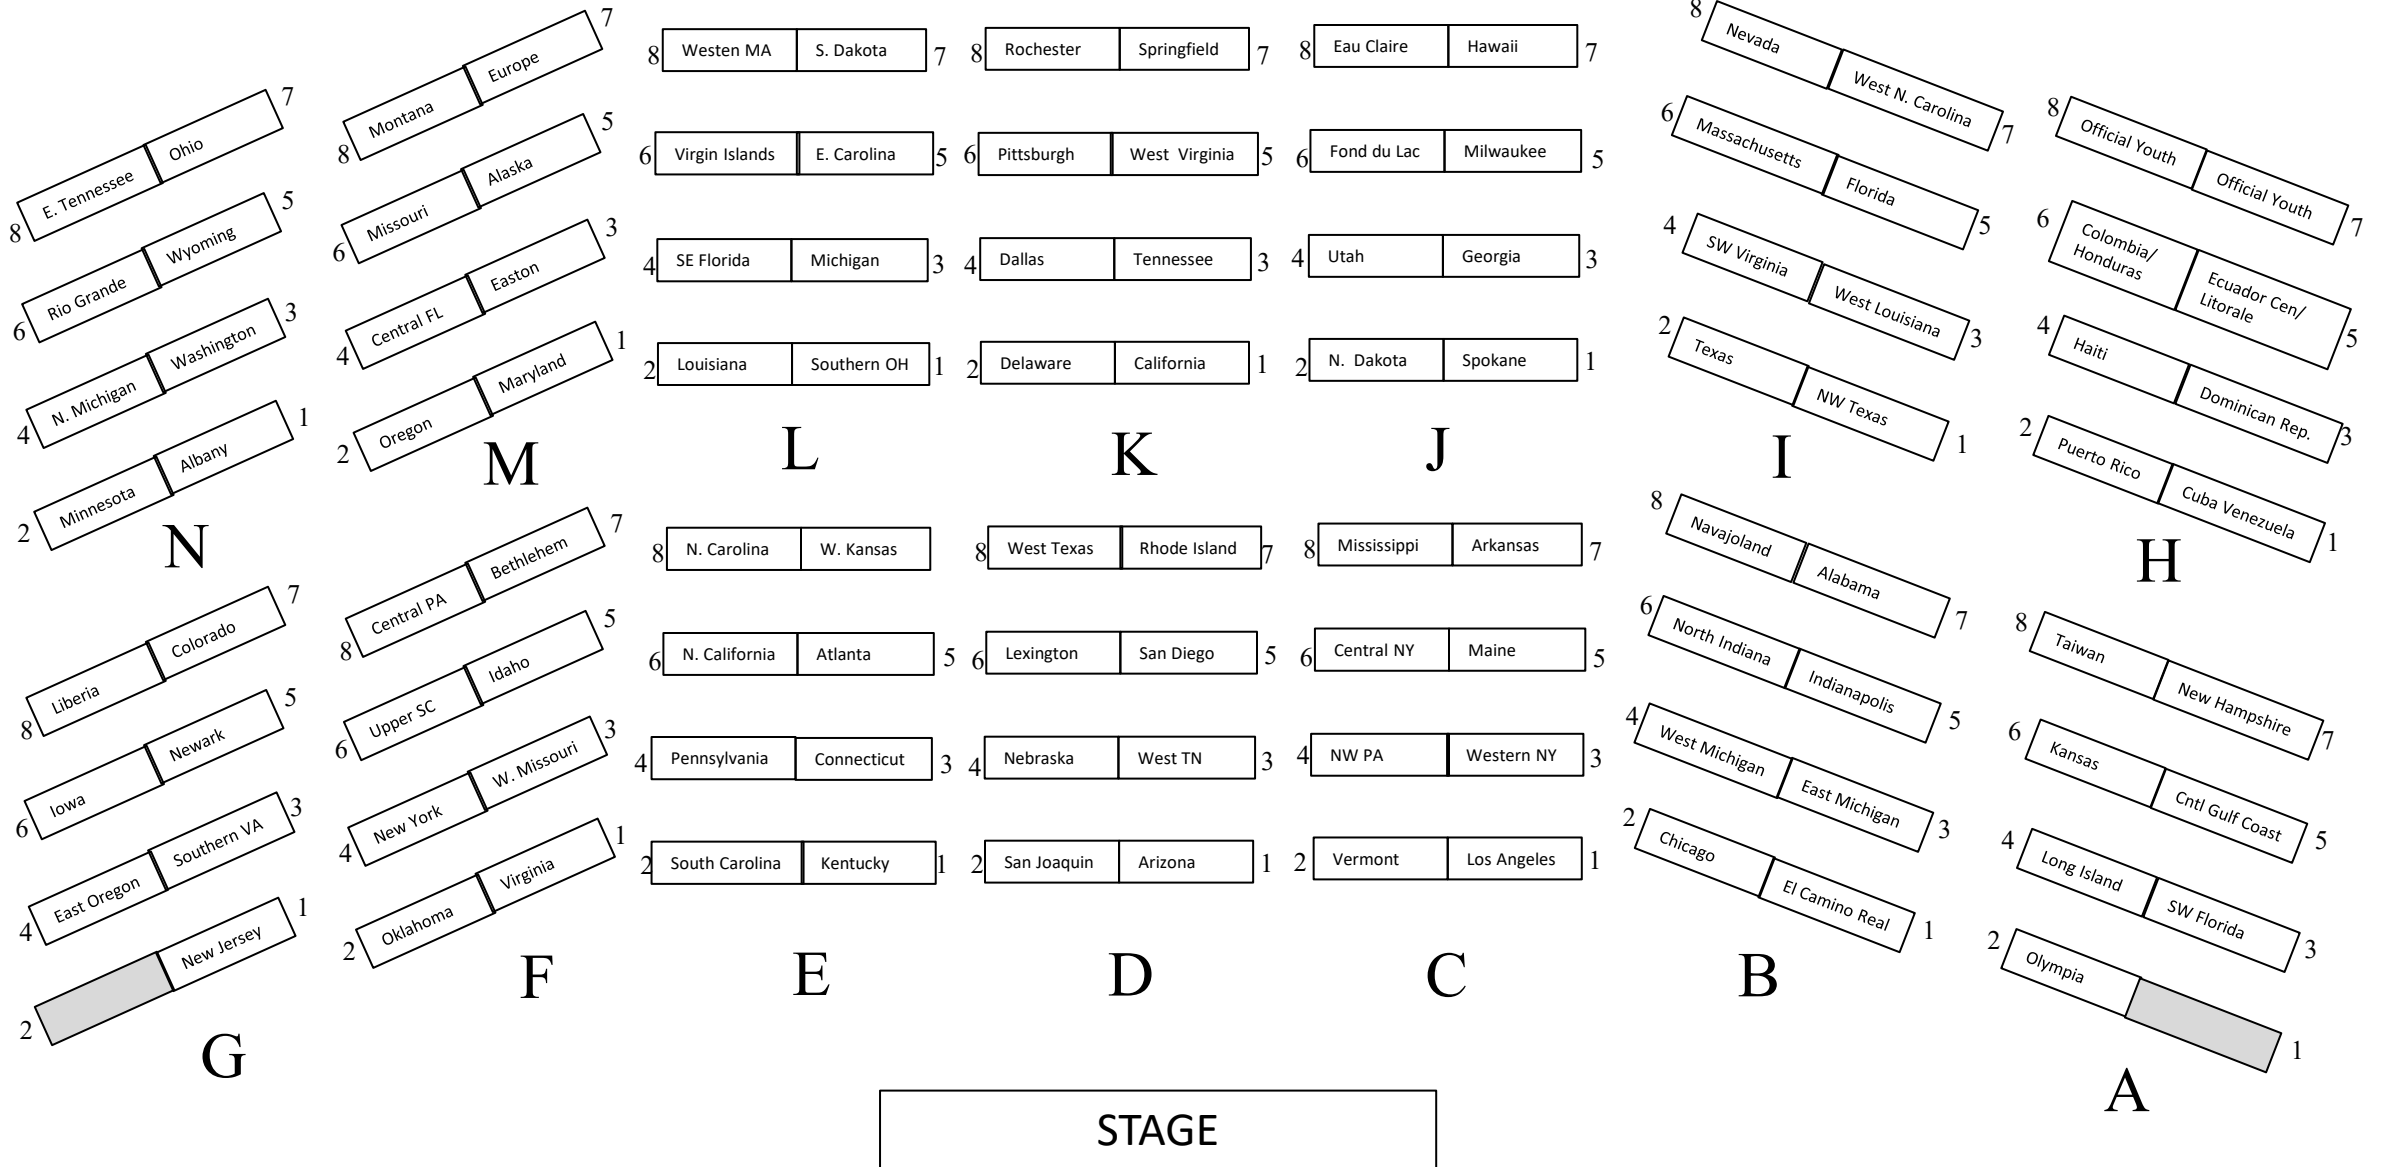 8 Montana Europe 7
8 Westen MA S. Dakota 7
8 Rochester Springfield 7
8 Eau Claire Hawaii 7
8 Nevada West N. Carolina 7
8 E. Tennessee Ohio 7
6 Missouri Alaska 5
6 Virgin Islands E. Carolina 5
6 Pittsburgh West Virginia 5
6 Fond du Lac Milwaukee 5
6 Massachusetts Florida 5
8 Official Youth Official Youth 7
6 Rio Grande Wyoming 5
4 Central FL Easton 3
4 SE Florida Michigan 3
4 Dallas Tennessee 3
4 Utah Georgia 3
4 SW Virginia West Louisiana 3
6 Colombia/
Honduras
Ecuador Cen/
Litorale 5
4 N. Michigan Washington 3
2 Oregon Maryland 1
2 Louisiana Southern OH 1
2 Delaware California 1
2 N. Dakota Spokane 1
2 Texas NW Texas 1
4 Haiti Dominican Rep. 3
2 Minnesota Albany 1
2 Puerto Rico Cuba Venezuela 1
N M L K J I H
8 Central PA Bethlehem 7
8 N. Carolina W. Kansas
8 West Texas Rhode Island 7
8 Mississippi Arkansas 7
8 Navajoland Alabama 7
8 Liberia Colorado 7
6 Upper SC Idaho 5
6 N. California Atlanta 5
6 Lexington San Diego 5
6 Central NY Maine 5
6 North Indiana Indianapolis 5
8 Taiwan New Hampshire 7
6 Iowa Newark 5
4 New York W. Missouri 3
4 Pennsylvania Connecticut 3
4 Nebraska West TN 3
4 NW PA Western NY 3
4 West Michigan East Michigan 3
6 Kansas Cntl Gulf Coast 5
4 East Oregon Southern VA 3
2 Oklahoma Virginia 1
2 South Carolina Kentucky 1
2 San Joaquin Arizona 1
2 Vermont Los Angeles 1
2 Chicago El Camino Real 1
4 Long Island SW Florida 3
2 New Jersey 1
2 Olympia 1
G F E D C B A
STAGE